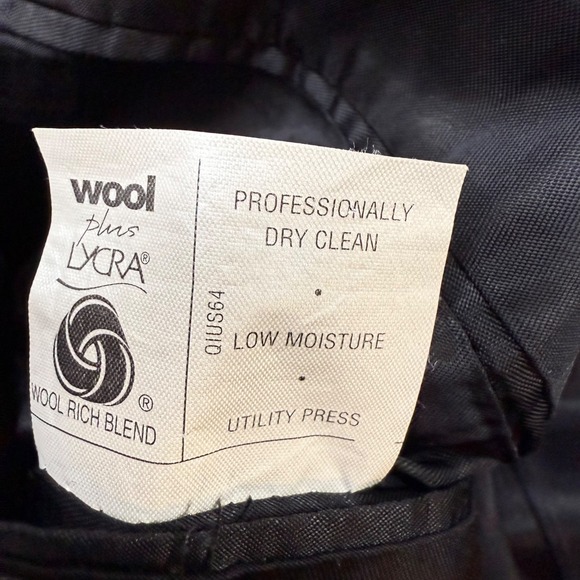 wool
plus
LYCRA®
®
WOOL RICH BLEND
QIUS64
PROFESSIONALLY
DRY CLEAN
•
LOW MOISTURE
•
UTILITY PRESS